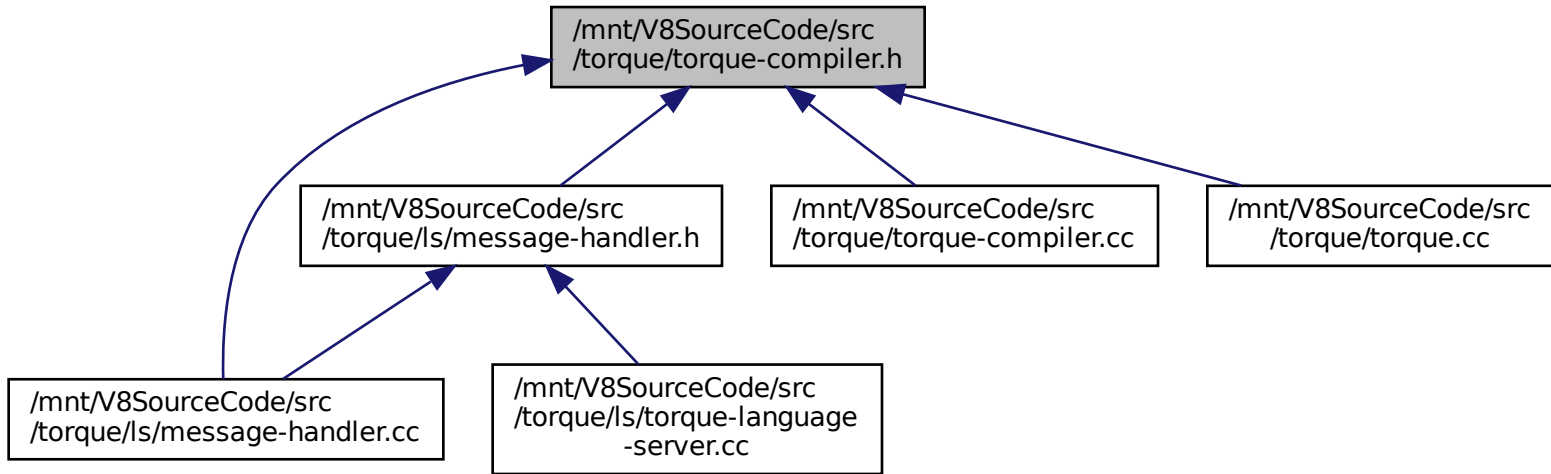 /mnt/V8SourceCode/src
/torque/torque-compiler.h
/mnt/V8SourceCode/src
/torque/ls/message-handler.h
/mnt/V8SourceCode/src
/torque/torque-compiler.cc
/mnt/V8SourceCode/src
/torque/torque.cc
/mnt/V8SourceCode/src
/torque/ls/message-handler.cc
/mnt/V8SourceCode/src
/torque/ls/torque-language
-server.cc